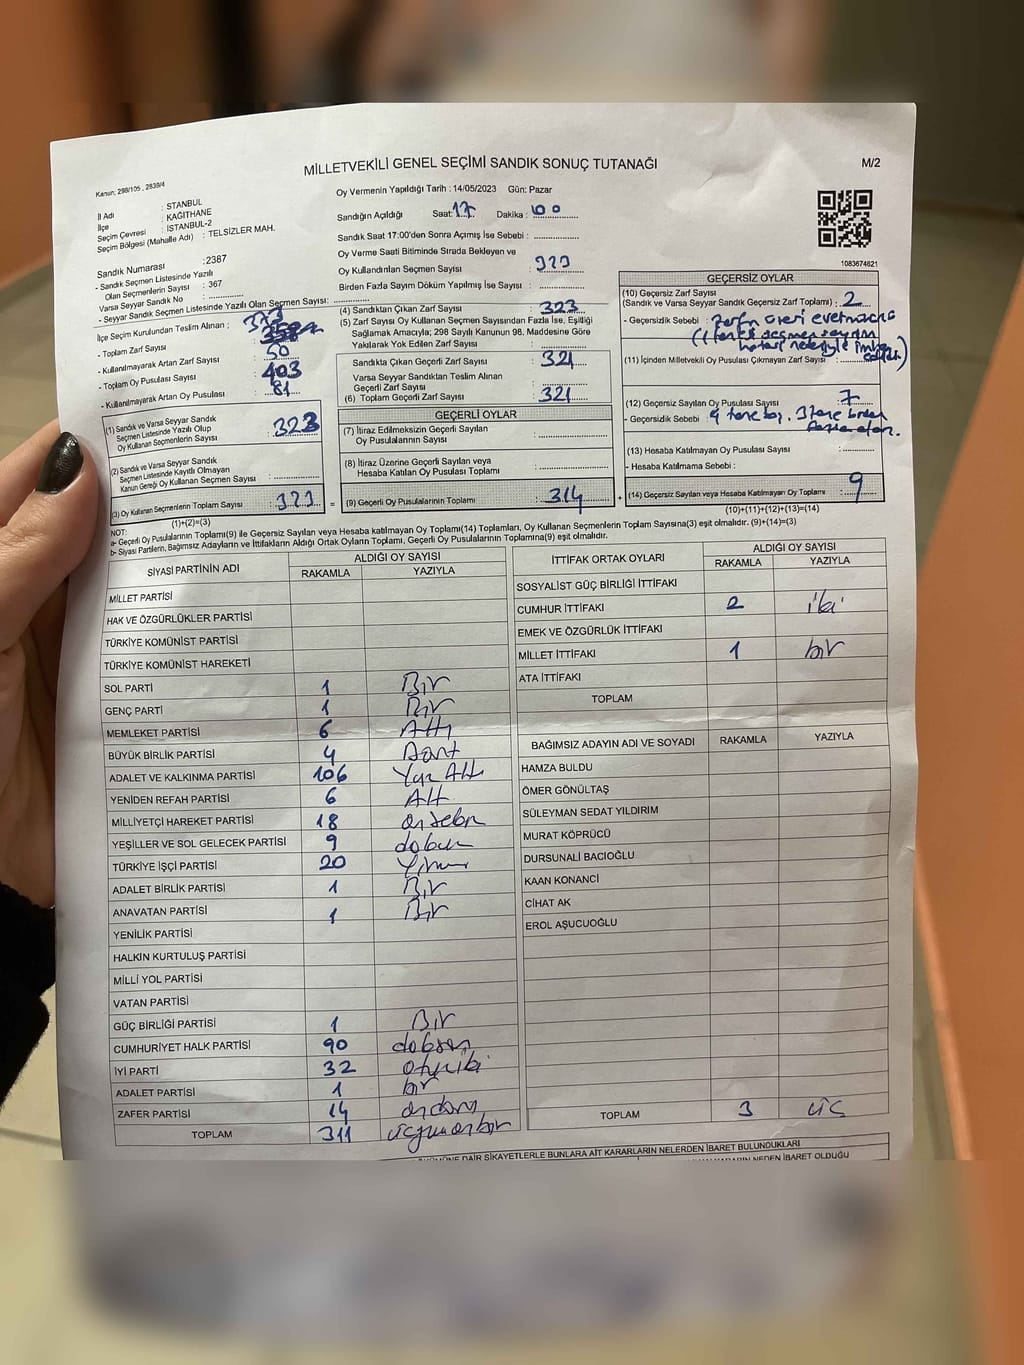 MİLLETVEKİLİ GENEL SEÇİMİ SANDIK SONUÇ TUTANAĞI
M/2
Kanun; 298/105 , 2839/4
Oy Vermenin Yapıldığı Tarih : 14/05/2023 Gün: Pazar
İl Adı : STANBUL
İlçe : KAĞITHANE
Seçim Çevresi : İSTANBUL-2
Seçim Bölgesi (Mahalle Adı) : TELSİZLER MAH.
Sandığın Açıldığı Saat: 17 Dakika : 00
Sandık Saat 17:00'den Sonra Açımış İse Sebebi :
Oy Verme Saati Bitiminde Sırada Bekleyen ve
Oy Kullandırılan Seçmen Sayısı : 323
Birden Fazla Sayım Döküm Yapılmış İse Sayısı :
1083674621
Sandık Numarası :2387
- Sandık Seçmen Listesinde Yazılı
Olan Seçmenlerin Sayısı : 367
Varsa Seyyar Sandık No :
- Seyyar Sandık Seçmen Listesinde Yazılı Olan Seçmen Sayısı:
İlçe Seçim Kurulundan Teslim Alınan ; 373
- Toplam Zarf Sayısı :
- Kullanılmayarak Artan Zarf Sayısı : 50
- Toplam Oy Pusulası Sayısı : 403
- Kullanılmayarak Artan Oy Pusulası : 81
(1) Sandık ve Varsa Seyyar Sandık
Seçmen Listesinde Yazılı Olup
Oy Kullanan Seçmenlerin Sayısı : 323
(2) Sandık ve Varsa Seyyar Sandık
Seçmen Listesinde Kayıtlı Olmayan
Kanun Gereği Oy Kullanan Seçmen Sayısı :
(3) Oy Kullanan Seçmenlerin Toplam Sayısı : 323
(1)+(2)=(3)
(4) Sandıktan Çıkan Zarf Sayısı : 323
(5) Zarf Sayısı Oy Kullanan Seçmen Sayısından Fazla İse, Eşitliği
Sağlamak Amacıyla; 298 Sayılı Kanunun 98. Maddesine Göre
Yakılarak Yok Edilen Zarf Sayısı :
Sandıkta Çıkan Geçerli Zarf Sayısı : 321
Varsa Seyyar Sandıktan Teslim Alınan
Geçerli Zarf Sayısı :
(6) Toplam Geçerli Zarf Sayısı : 321
GEÇERLİ OYLAR
(7) İtiraz Edilmeksizin Geçerli Sayılan
Oy Pusulalarının Sayısı :
(8) İtiraz Üzerine Geçerli Sayılan veya
Hesaba Katılan Oy Pusulası Toplamı :
= (9) Geçerli Oy Pusulalarının Toplamı : 314 +
GEÇERSİZ OYLAR
(10) Geçersiz Zarf Sayısı
(Sandık ve Varsa Seyyar Sandık Geçersiz Zarf Toplamı) : 2
- Geçersizlik Sebebi :
(11) İçinden Milletvekili Oy Pusulası Çıkmayan Zarf Sayısı :
(12) Geçersiz Sayılan Oy Pusulası Sayısı : 7
- Geçersizlik Sebebi : 4 tane boş. 3 tane birden
(13) Hesaba Katılmayan Oy Pusulası Sayısı :
- Hesaba Katılmama Sebebi :
(14) Geçersiz Sayılan veya Hesaba Katılmayan Oy Toplamı : 9
(10)+(11)+(12)+(13)=(14)
NOT:
a- Geçerli Oy Pusulalarının Toplamı(9) ile Geçersiz Sayılan veya Hesaba katılmayan Oy Toplamı(14) Toplamları, Oy Kullanan Seçmenlerin Toplam Sayısına(3) eşit olmalıdır. (9)+(14)=(3)
b- Siyasi Partilerin, Bağımsız Adayların ve İttifakların Aldığı Ortak Oyların Toplamı, Geçerli Oy Pusulalarının Toplamına(9) eşit olmalıdır.
SİYASİ PARTİNİN ADI ALDIĞI OY SAYISI
RAKAMLA YAZIYLA
MİLLET PARTİSİ
HAK VE ÖZGÜRLÜKLER PARTİSİ
TÜRKİYE KOMÜNİST PARTİSİ
TÜRKİYE KOMÜNİST HAREKETİ
SOL PARTİ 1 Bir
GENÇ PARTİ 1 Bir
MEMLEKET PARTİSİ 6 Altı
BÜYÜK BİRLİK PARTİSİ 4 Dört
ADALET VE KALKINMA PARTİSİ 106 Yüz Altı
YENİDEN REFAH PARTİSİ 6 Altı
MİLLİYETÇİ HAREKET PARTİSİ 18 onsekiz
YEŞİLLER VE SOL GELECEK PARTİSİ 9 dokuz
TÜRKİYE İŞÇİ PARTİSİ 20 Yirmi
ADALET BİRLİK PARTİSİ 1 Bir
ANAVATAN PARTİSİ 1 Bir
YENİLİK PARTİSİ
HALKIN KURTULUŞ PARTİSİ
MİLLİ YOL PARTİSİ
VATAN PARTİSİ
GÜÇ BİRLİĞİ PARTİSİ 1 Bir
CUMHURİYET HALK PARTİSİ 90 doksan
İYİ PARTİ 32 otuziki
ADALET PARTİSİ 1 bir
ZAFER PARTİSİ 14 ondört
TOPLAM 311 üçyüzonbir
İTTİFAK ORTAK OYLARI ALDIĞI OY SAYISI
RAKAMLA YAZIYLA
SOSYALİST GÜÇ BİRLİĞİ İTTİFAKI
CUMHUR İTTİFAKI 2 iki
EMEK VE ÖZGÜRLÜK İTTİFAKI
MİLLET İTTİFAKI 1 bir
ATA İTTİFAKI
TOPLAM
BAĞIMSIZ ADAYIN ADI VE SOYADI RAKAMLA YAZIYLA
HAMZA BULDU
ÖMER GÖNÜLTAŞ
SÜLEYMAN SEDAT YILDIRIM
MURAT KÖPRÜCÜ
DURSUNALİ BACIOĞLU
KAAN KONANCİ
CİHAT AK
EROL AŞUCUOĞLU
TOPLAM 3 üç
DAİR ŞİKAYETLERLE BUNLARA AİT KARARLARIN NELERDEN İBARET BULUNDUKLARI
NEDEN İBARET OLDUĞU